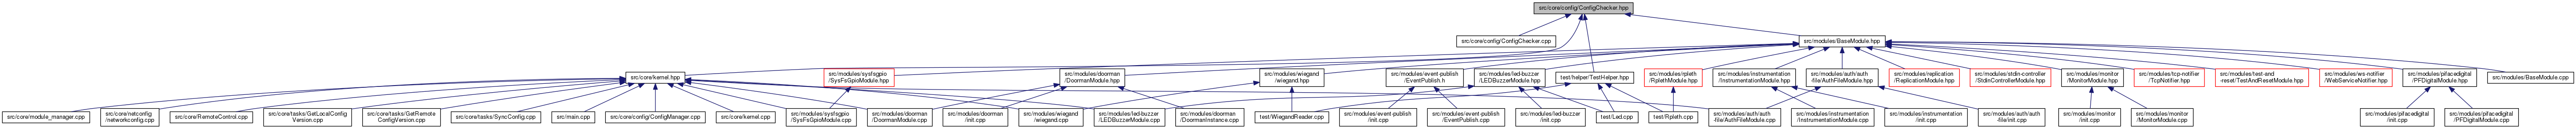 src/core/config/ConfigChecker.hpp
src/core/config/ConfigChecker.cpp
src/modules/BaseModule.hpp
src/core/kernel.hpp
src/modules/sysfsgpio
/SysFsGpioModule.hpp
src/modules/doorman
/DoormanModule.hpp
src/modules/wiegand
/wiegand.hpp
src/modules/event-publish
/EventPublish.h
src/modules/led-buzzer
/LEDBuzzerModule.hpp
test/helper/TestHelper.hpp
src/modules/rpleth
/RplethModule.hpp
src/modules/instrumentation
/InstrumentationModule.hpp
src/modules/auth/auth
-file/AuthFileModule.hpp
src/modules/replication
/ReplicationModule.hpp
src/modules/stdin-controller
/StdinControllerModule.hpp
src/modules/monitor
/MonitorModule.hpp
src/modules/tcp-notifier
/TcpNotifier.hpp
src/modules/test-and
-reset/TestAndResetModule.hpp
src/modules/ws-notifier
/WebServiceNotifier.hpp
src/modules/pifacedigital
/PFDigitalModule.hpp
src/modules/BaseModule.cpp
src/core/module_manager.cpp
src/core/netconfig
/networkconfig.cpp
src/core/RemoteControl.cpp
src/core/tasks/GetLocalConfig
Version.cpp
src/core/tasks/GetRemote
ConfigVersion.cpp
src/core/tasks/SyncConfig.cpp
src/main.cpp
src/core/config/ConfigManager.cpp
src/core/kernel.cpp
src/modules/sysfsgpio
/SysFsGpioModule.cpp
src/modules/doorman
/DoormanModule.cpp
src/modules/doorman
/init.cpp
src/modules/wiegand
/wiegand.cpp
src/modules/led-buzzer
/LEDBuzzerModule.cpp
src/modules/doorman
/DoormanInstance.cpp
test/WiegandReader.cpp
src/modules/event-publish
/init.cpp
src/modules/event-publish
/EventPublish.cpp
src/modules/led-buzzer
/init.cpp
test/Led.cpp
test/Rpleth.cpp
src/modules/auth/auth
-file/AuthFileModule.cpp
src/modules/instrumentation
/InstrumentationModule.cpp
src/modules/instrumentation
/init.cpp
src/modules/auth/auth
-file/init.cpp
src/modules/monitor
/init.cpp
src/modules/monitor
/MonitorModule.cpp
src/modules/pifacedigital
/init.cpp
src/modules/pifacedigital
/PFDigitalModule.cpp